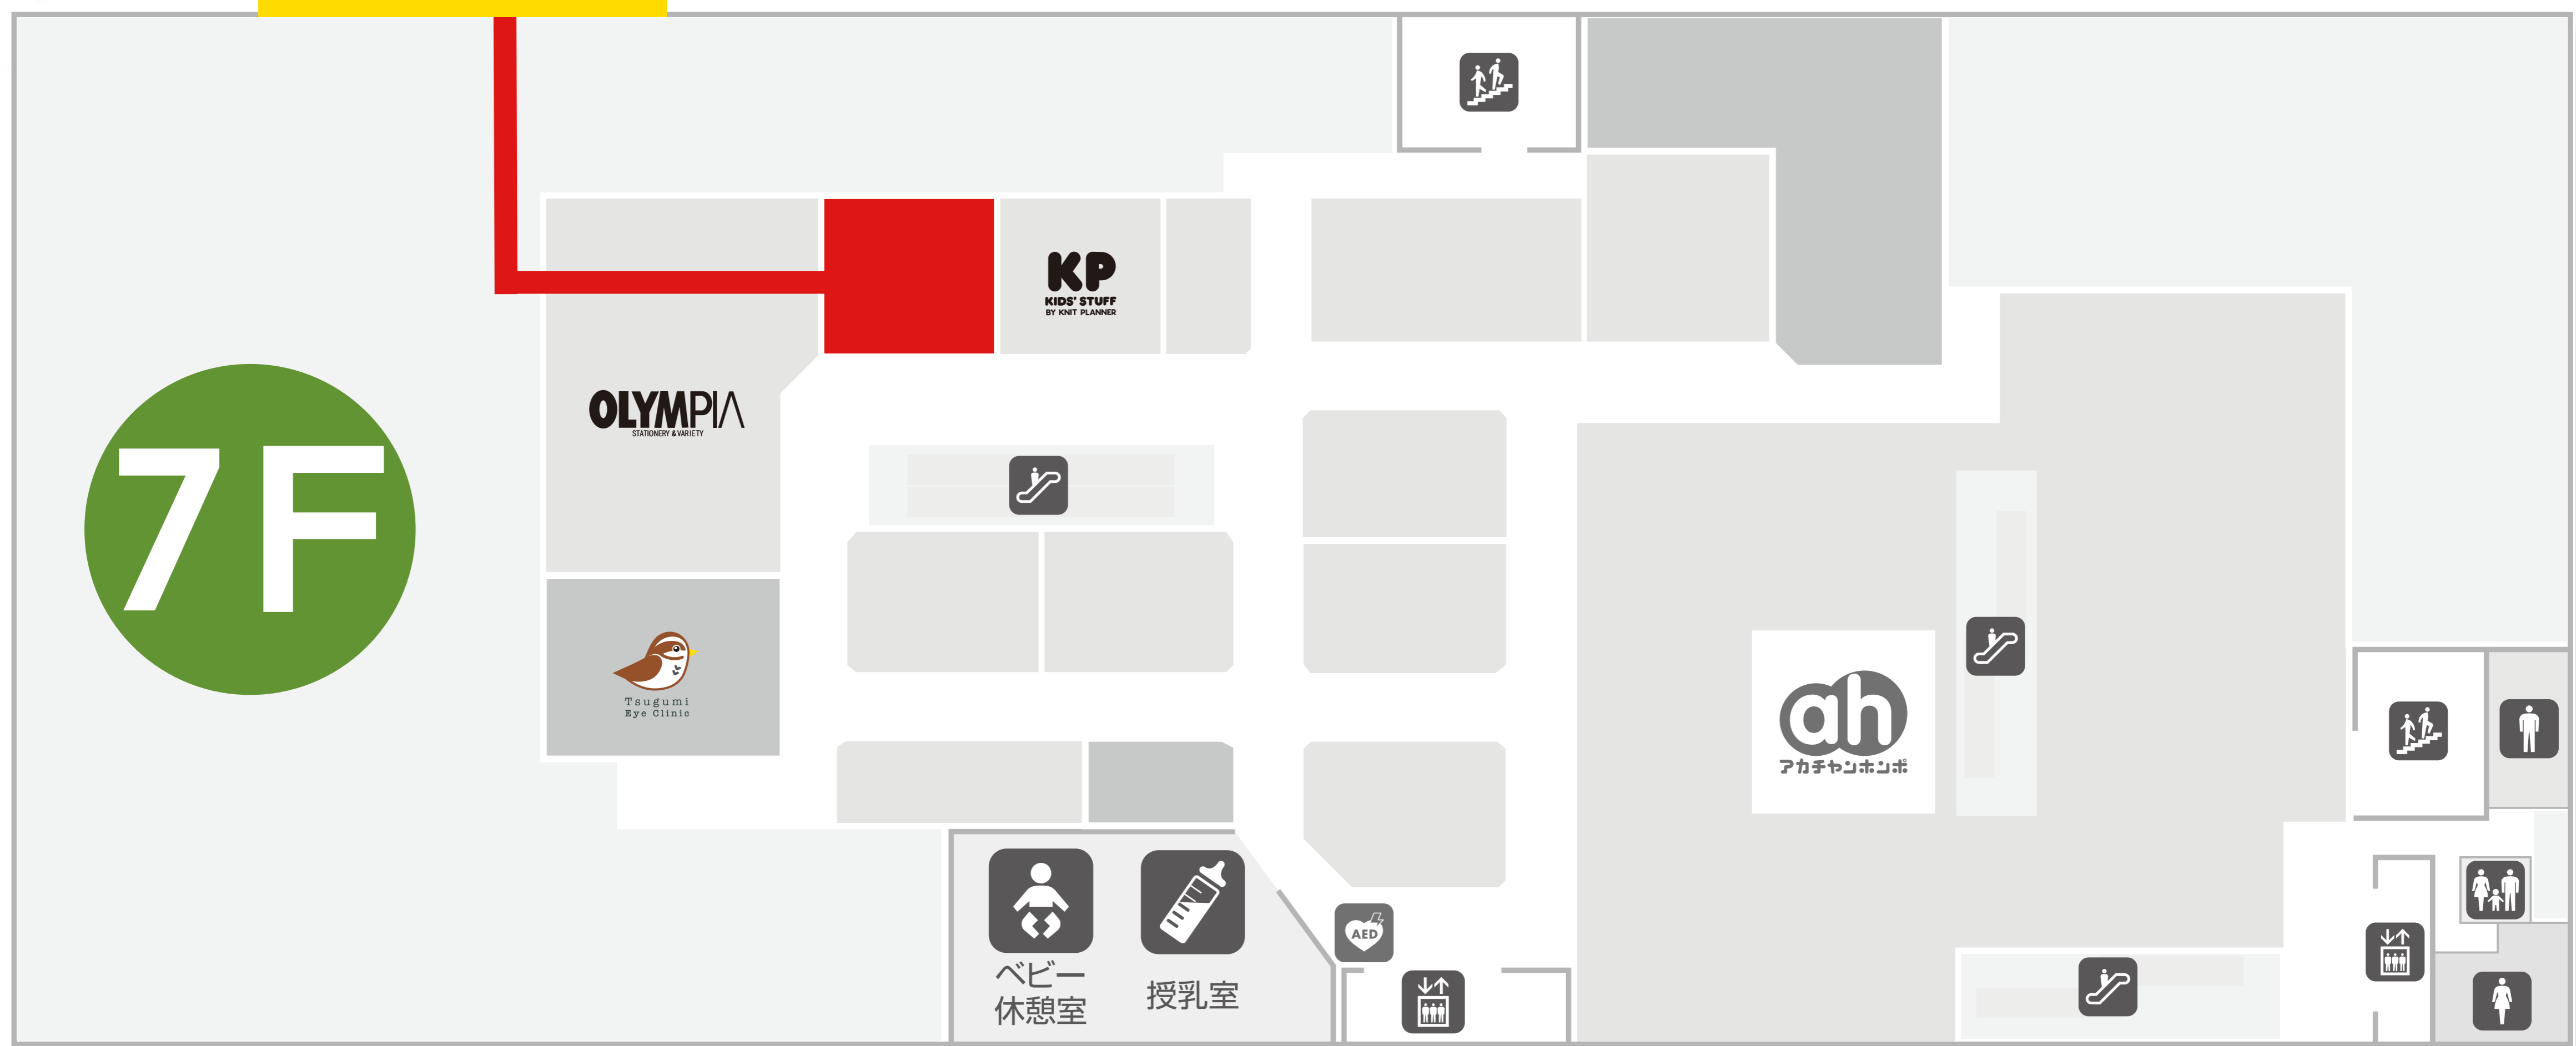 KP
KIDS' STUFF
BY KNIT PLANNER
OLYMPIA
STATIONERY & VARIETY
7F
Tsugumi
Eye Clinic
ah
アカチャンホンポ
AED
ベビー
休憩室
授乳室